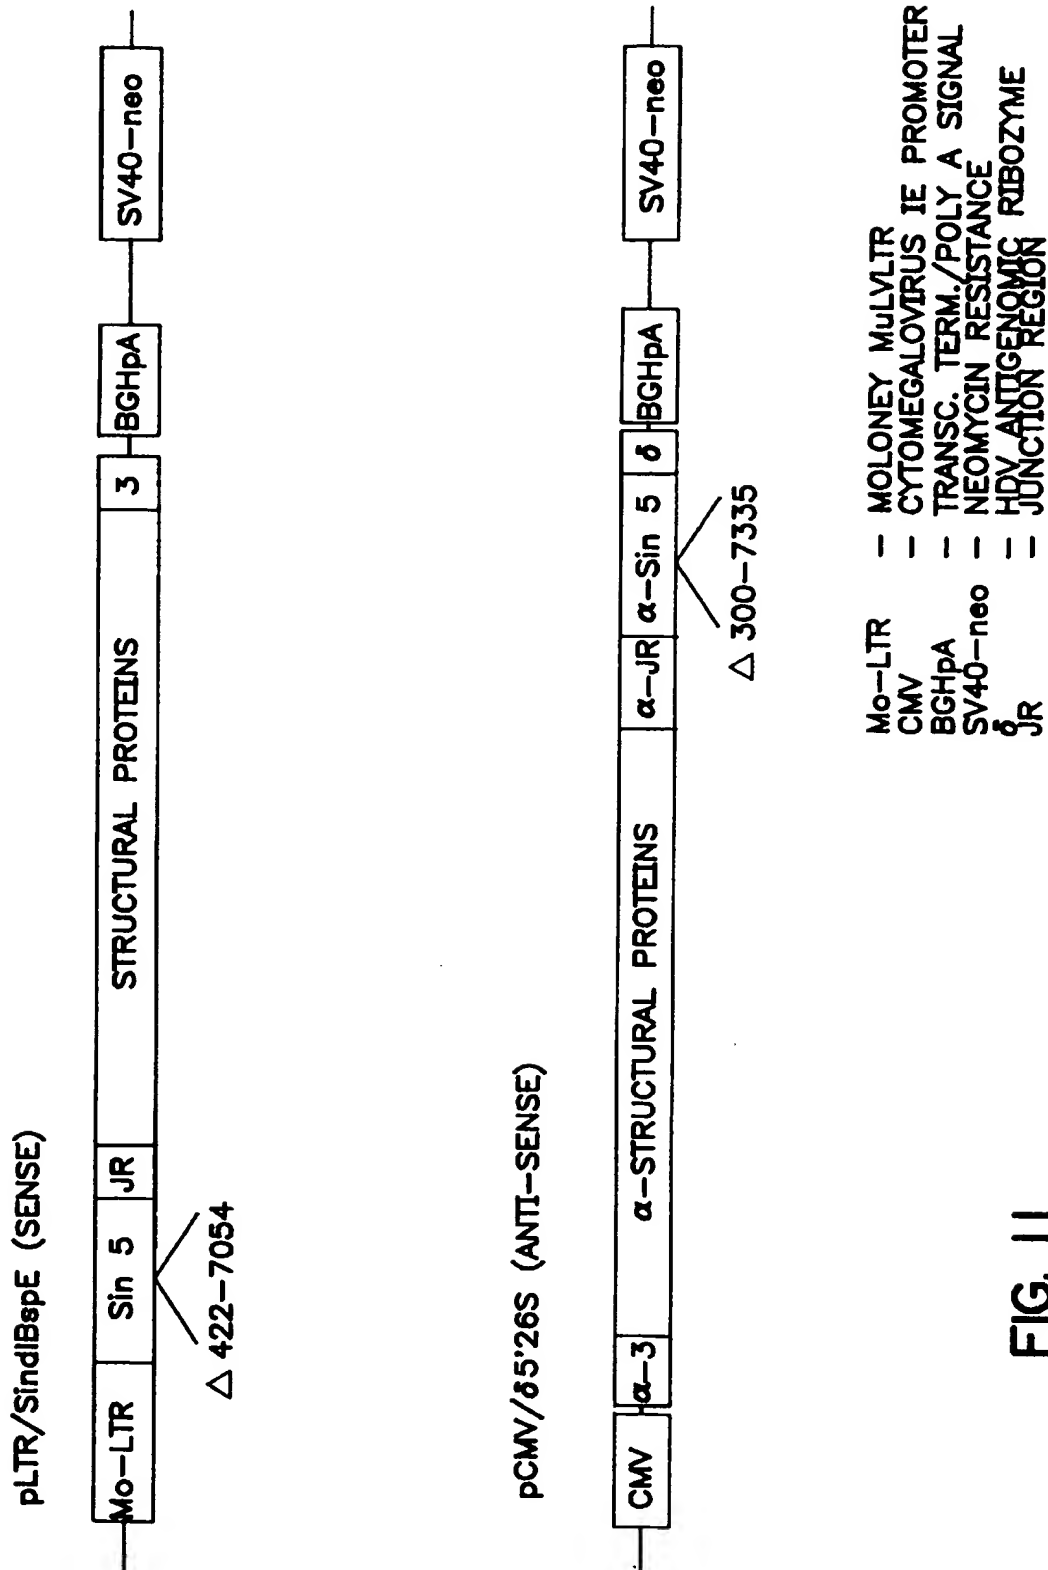 pLTR/SindlBspE (SENSE)
Mo-LTR
Sin 5
JR
STRUCTURAL PROTEINS
3
BGHpA
SV40-neo
△ 422-7054
pCMV/δ5'26S (ANTI-SENSE)
CMV
α-3
α-STRUCTURAL PROTEINS
α-JR
α-Sin 5
δ
BGHpA
SV40-neo
△ 300-7335
Mo-LTR - MOLONEY MuLVLTR
CMV - CYTOMEGALOVIRUS IE PROMOTER
BGHpA - TRANSC. TERM./POLY A SIGNAL
SV40-neo - NEOMYCIN RESISTANCE
δ - HDV ANTIGENOMIC RIBOZYME
JR - JUNCTION REGION
FIG. 11